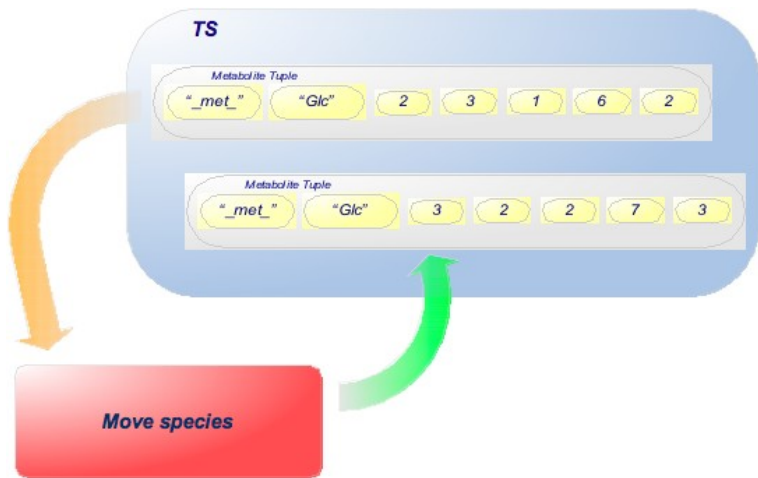 TS
Metabolite Tuple
"_met_" "Glc" 2 3 1 6 2
Metabolite Tuple
"_met_" "Glc" 3 2 2 7 3
Move species